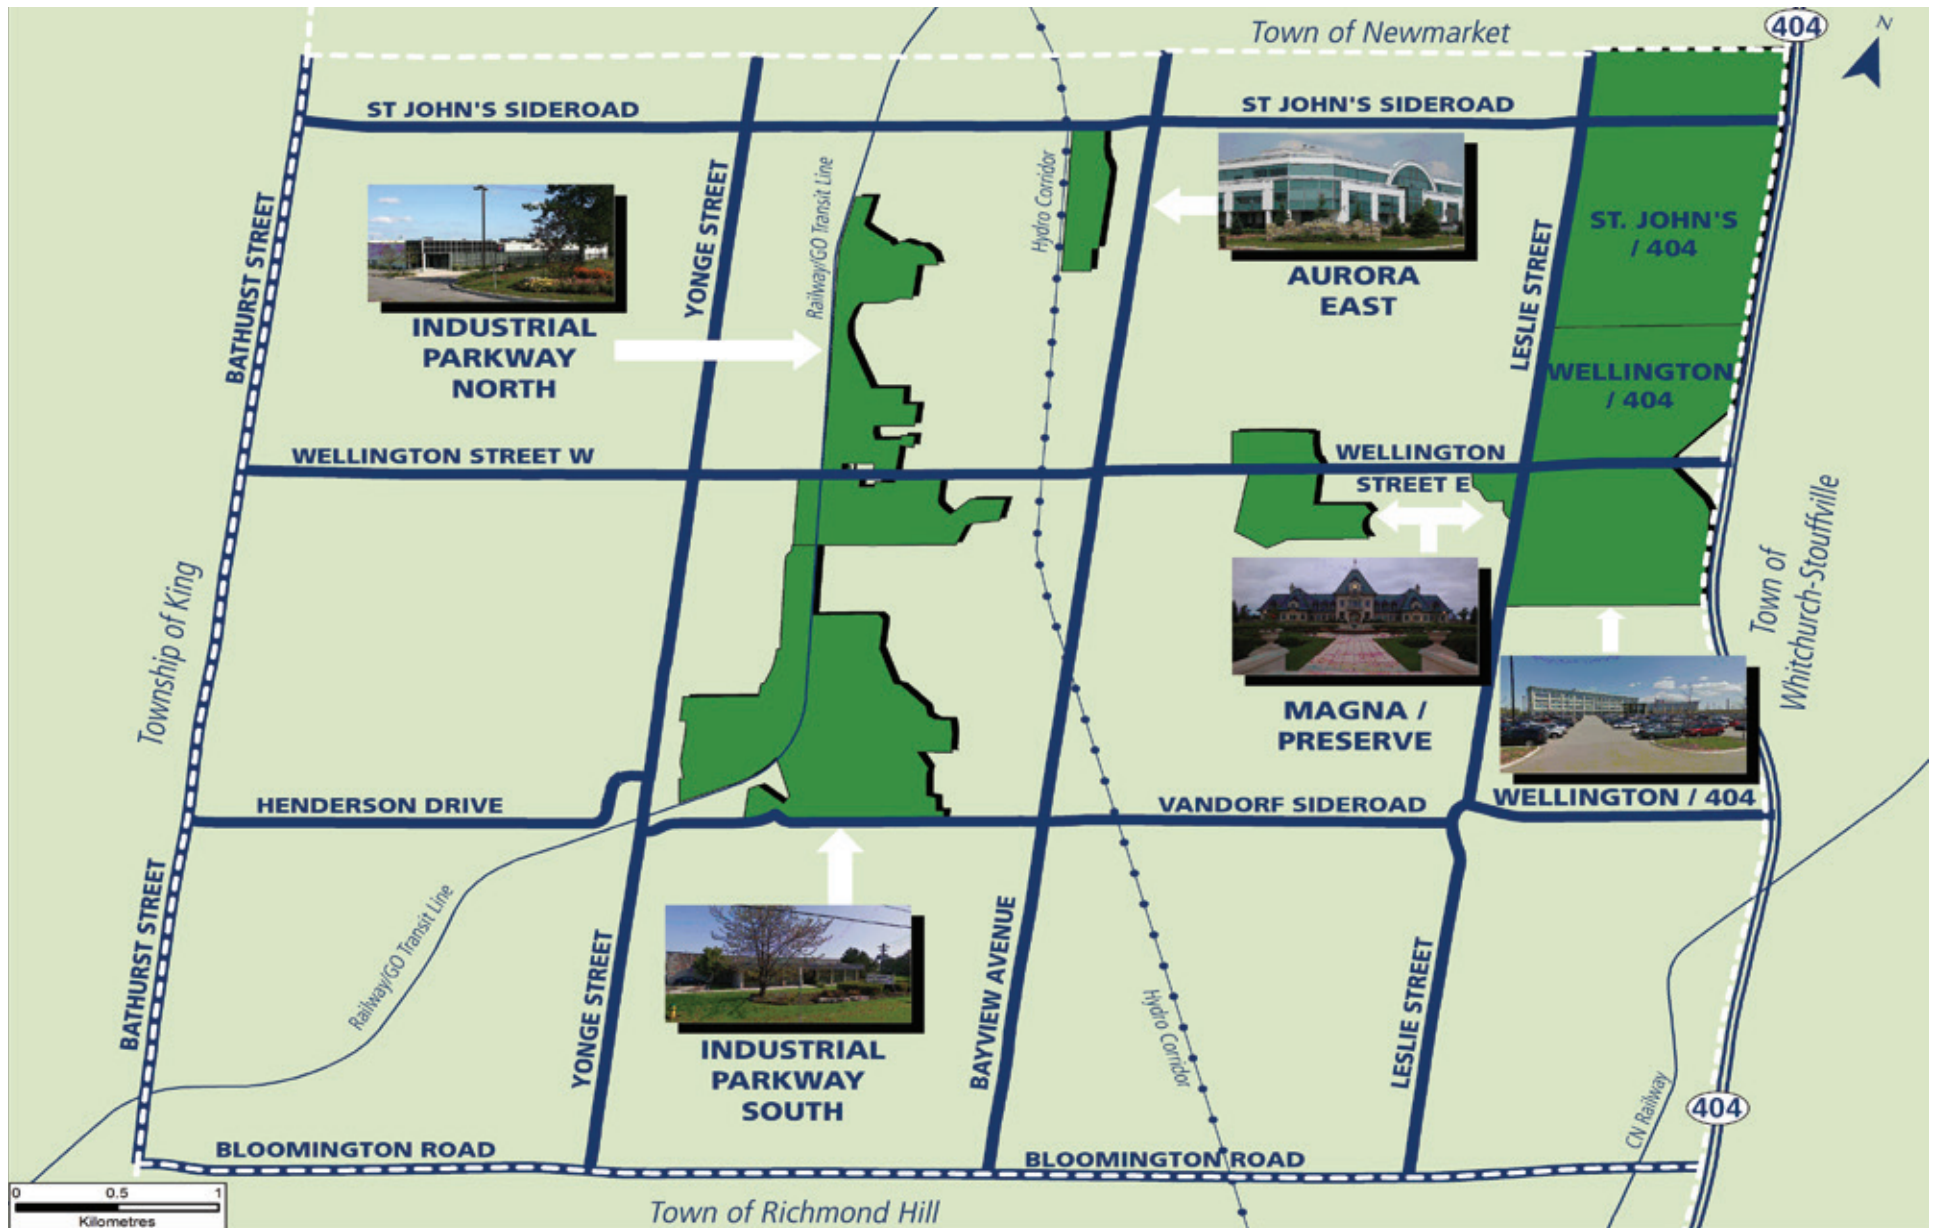 Town of Newmarket
404
N
ST JOHN'S SIDEROAD
ST JOHN'S SIDEROAD
BATHURST STREET
YONGE STREET
Railway/GO Transit Line
Hydro Corridor
LESLIE STREET
ST. JOHN'S
/ 404
AURORA
EAST
INDUSTRIAL
PARKWAY
NORTH
WELLINGTON
/ 404
WELLINGTON STREET W
WELLINGTON
STREET E
Township of King
Town of
Whitchurch-Stouffville
MAGNA /
PRESERVE
HENDERSON DRIVE
VANDORF SIDEROAD
WELLINGTON / 404
BATHURST STREET
Railway/GO Transit Line
YONGE STREET
BAYVIEW AVENUE
Hydro Corridor
LESLIE STREET
CN Railway
404
INDUSTRIAL
PARKWAY
SOUTH
BLOOMINGTON ROAD
BLOOMINGTON ROAD
0 0.5 1
Kilometres
Town of Richmond Hill